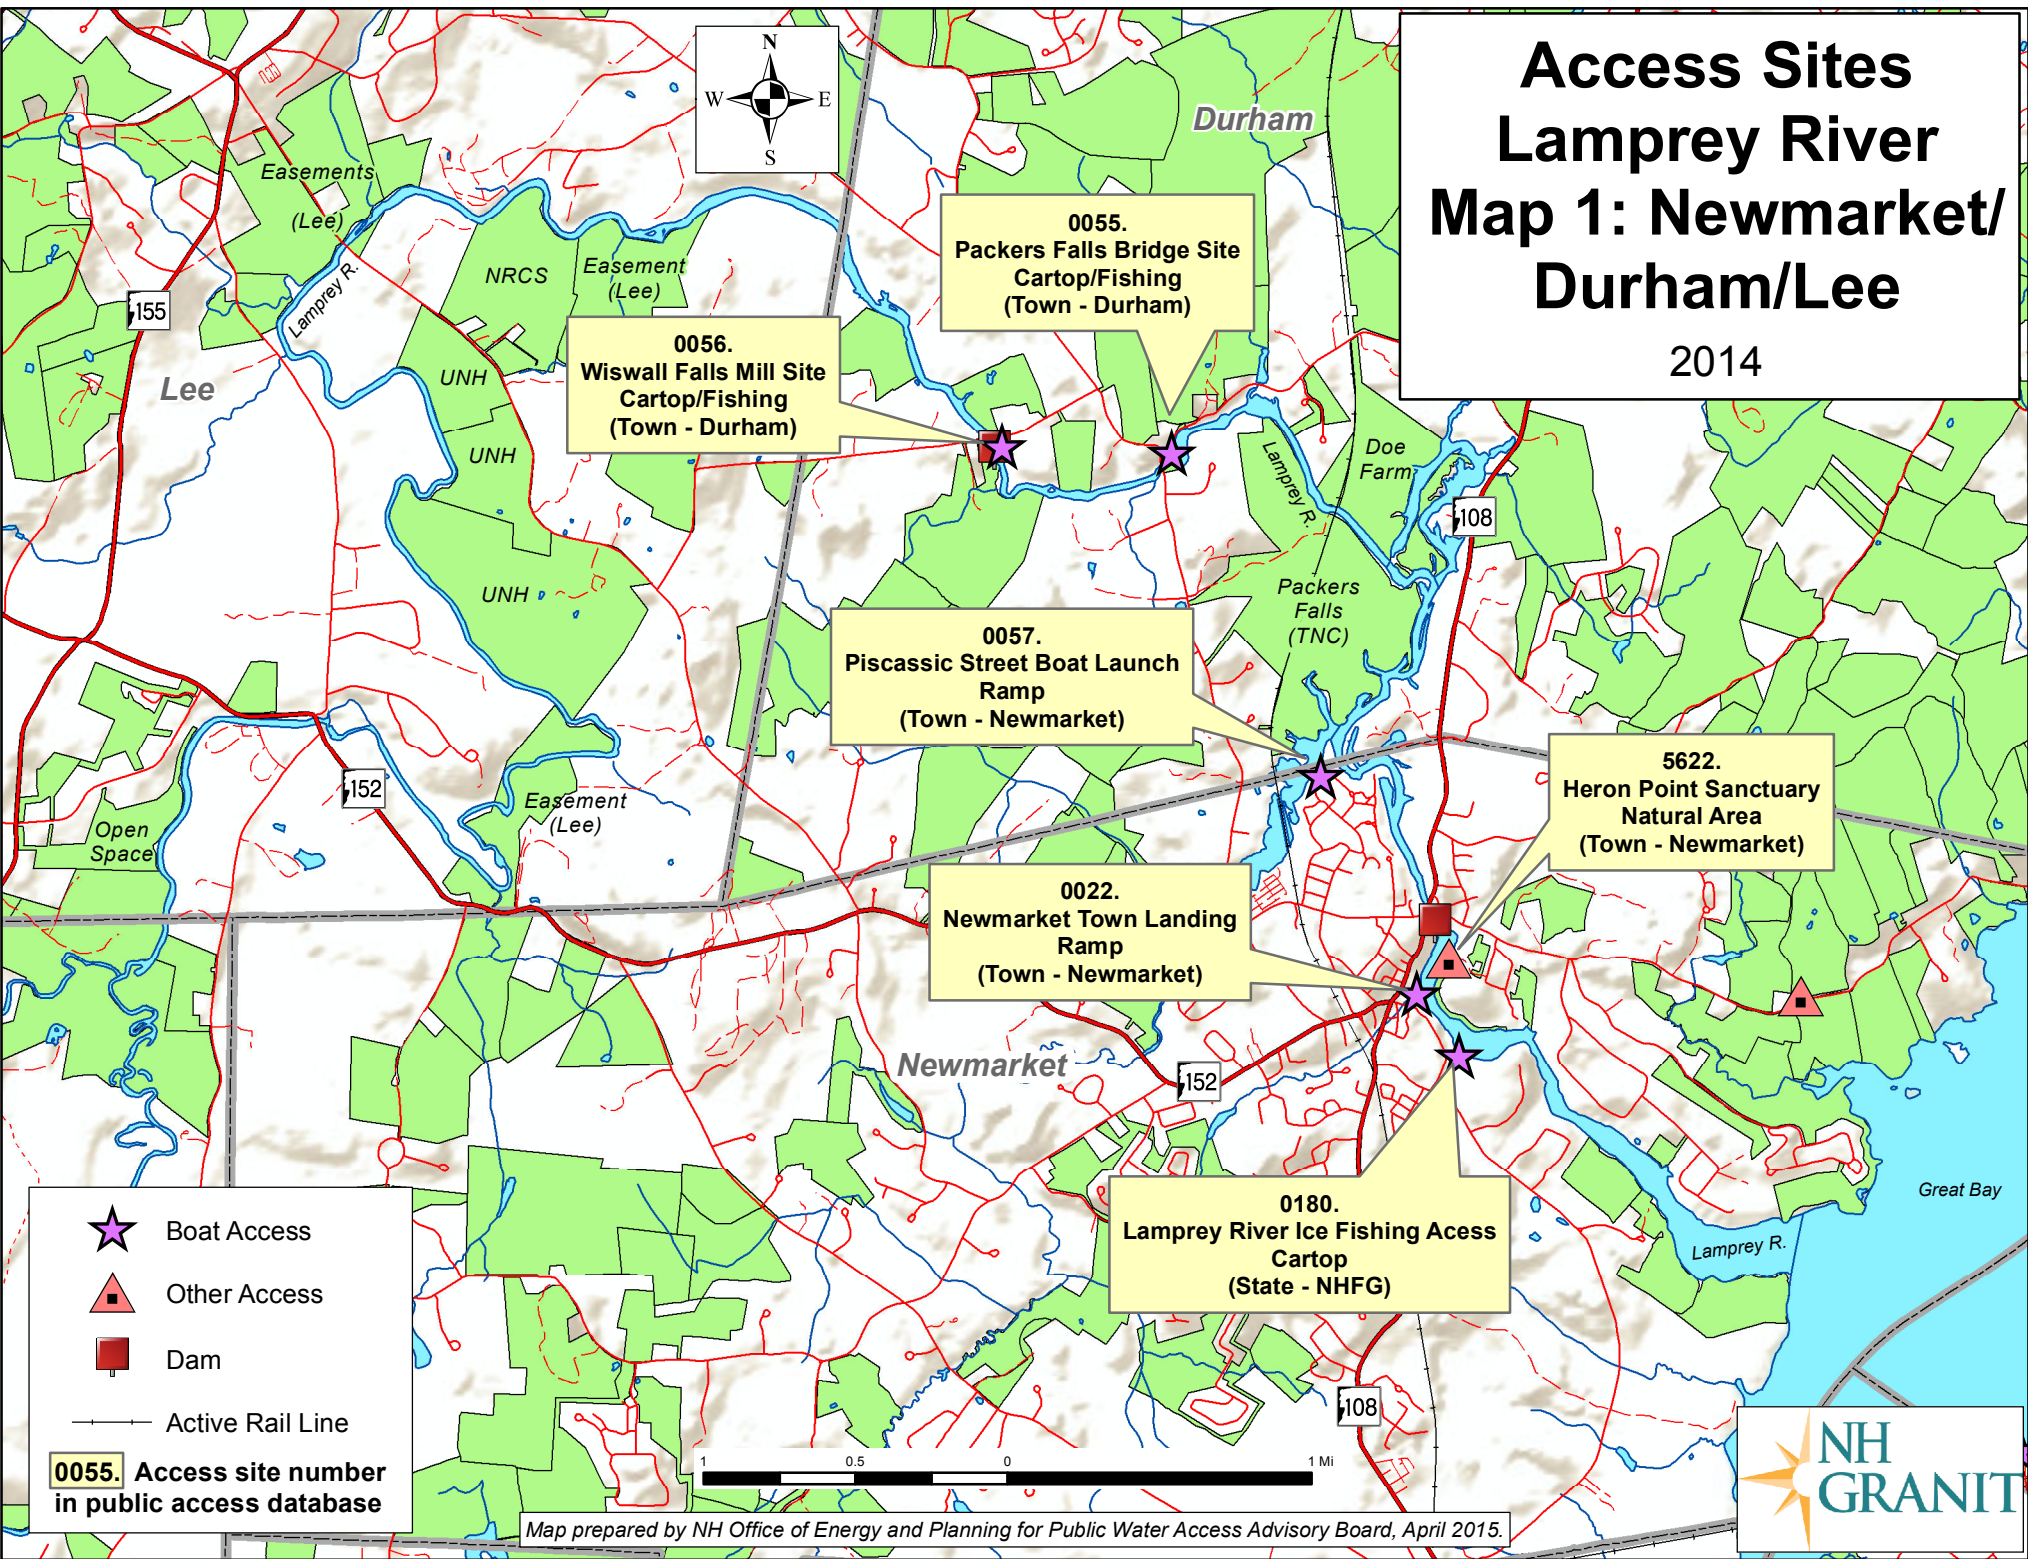 Access Sites
Lamprey River
Map 1: Newmarket/
Durham/Lee
2014
N
W
E
S
Durham
Easements
(Lee)
Lamprey R.
NRCS
Easement
(Lee)
0055.
Packers Falls Bridge Site
Cartop/Fishing
(Town - Durham)
155
Lee
UNH
0056.
Wiswall Falls Mill Site
Cartop/Fishing
(Town - Durham)
UNH
Lamprey R.
Doe
Farm
108
UNH
Packers
Falls
(TNC)
0057.
Piscassic Street Boat Launch
Ramp
(Town - Newmarket)
152
Easement
(Lee)
Open
Space
5622.
Heron Point Sanctuary
Natural Area
(Town - Newmarket)
0022.
Newmarket Town Landing
Ramp
(Town - Newmarket)
Newmarket
152
0180.
Lamprey River Ice Fishing Acess
Cartop
(State - NHFG)
Great Bay
Lamprey R.
108
Boat Access
Other Access
Dam
Active Rail Line
0055. Access site number
in public access database
1 0.5 0 1 Mi
Map prepared by NH Office of Energy and Planning for Public Water Access Advisory Board, April 2015.
NH
GRANIT